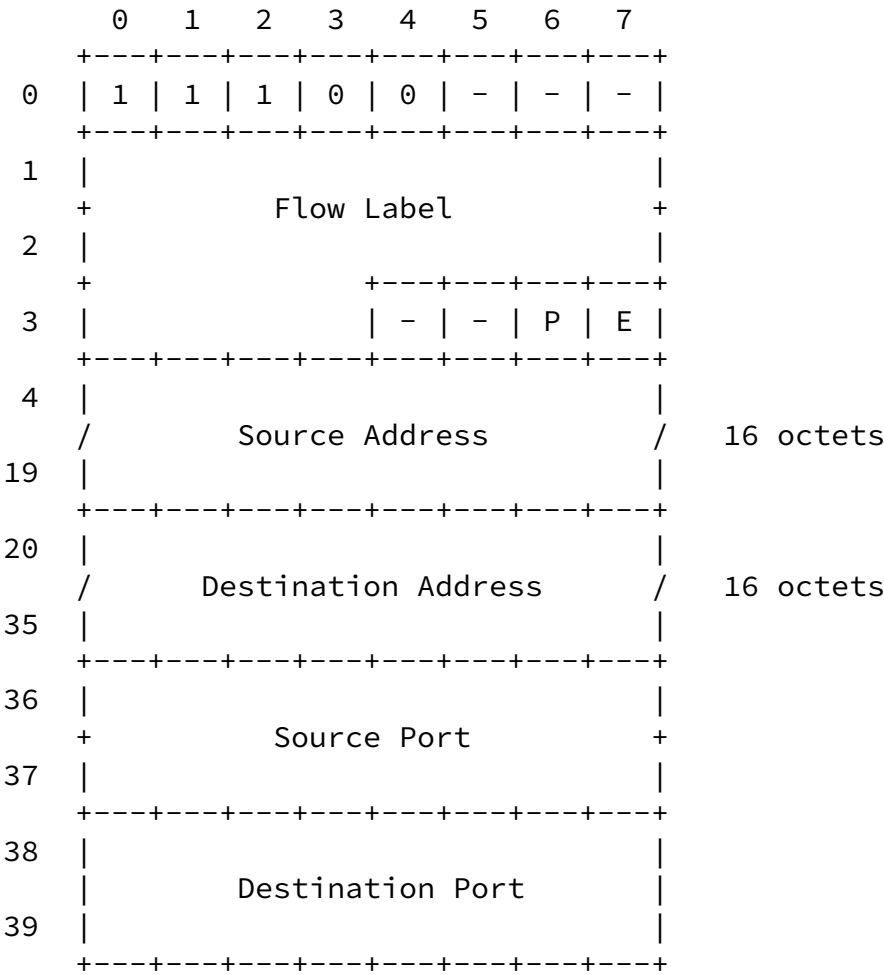 0   1   2   3   4   5   6   7
     +---+---+---+---+---+---+---+---+
 0   | 1 | 1 | 1 | 0 | 0 | - | - | - |
     +---+---+---+---+---+---+---+---+
 1   |                               |
     +          Flow Label           +
 2   |                               |
     +               +---+---+---+---+
 3   |               | - | - | P | E |
     +---+---+---+---+---+---+---+---+
 4   |                               |
     /        Source Address         /   16 octets
19   |                               |
     +---+---+---+---+---+---+---+---+
20   |                               |
     /      Destination Address      /   16 octets
35   |                               |
     +---+---+---+---+---+---+---+---+
36   |                               |
     +          Source Port          +
37   |                               |
     +---+---+---+---+---+---+---+---+
38   |                               |
     |        Destination Port       |
39   |                               |
     +---+---+---+---+---+---+---+---+